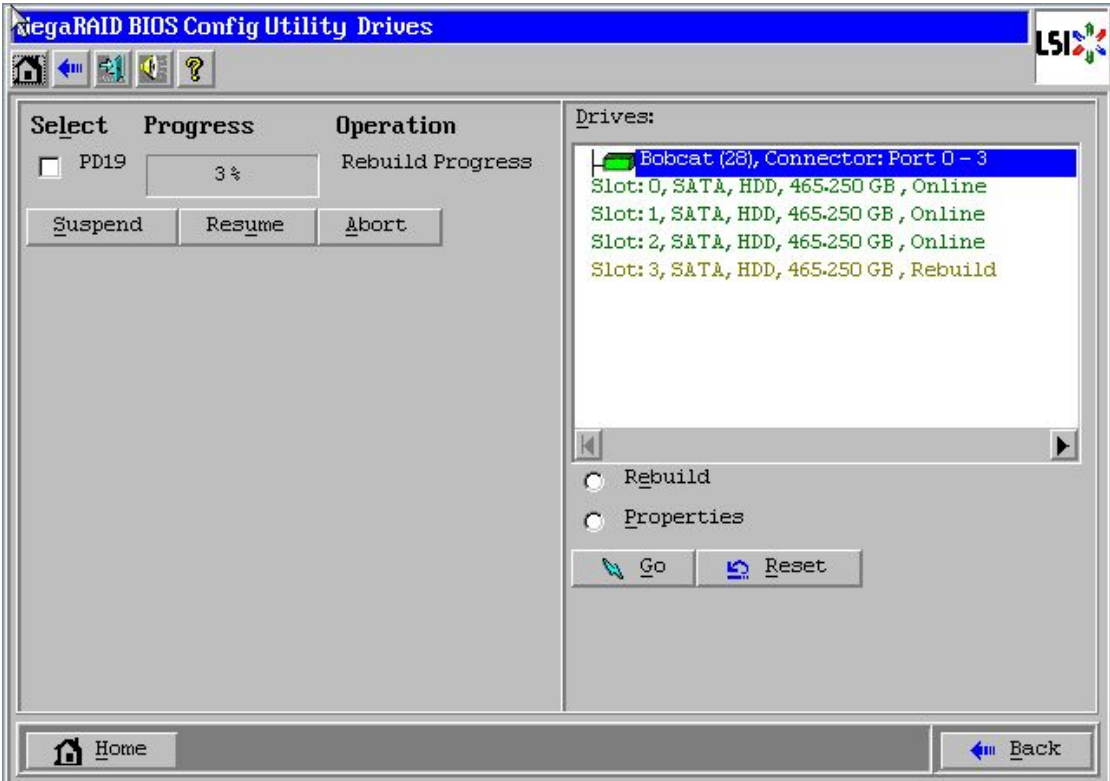 MegaRAID BIOS Config Utility Drives
LSI
Select Progress Operation
PD19 3% Rebuild Progress
Suspend Resume Abort
Drives:
Bobcat (28), Connector: Port 0 - 3
Slot: 0, SATA, HDD, 465.250 GB , Online
Slot: 1, SATA, HDD, 465.250 GB , Online
Slot: 2, SATA, HDD, 465.250 GB , Online
Slot: 3, SATA, HDD, 465.250 GB , Rebuild
Rebuild
Properties
Go Reset
Home Back